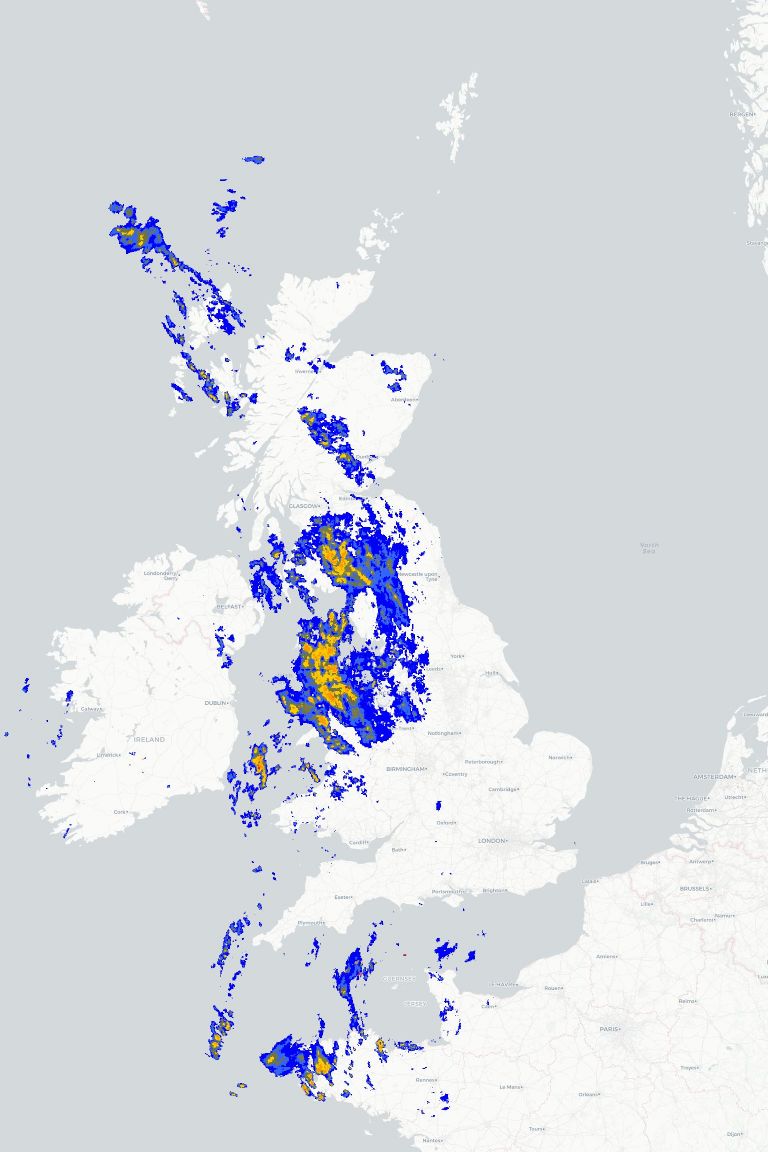 BERGEN
Stavanger
Inverness
Aberdeen
Dundee
GLASGOW
North
Sea
Londonderry/
Derry
Newcastle upon
Tyne
BELFAST
York
Leeds
Hull
DUBLIN
Galway
IRELAND
Limerick
Nottingham
Norwich
BIRMINGHAM
Peterborough
Coventry
Cambridge
AMSTERDAM
THE HAGUE
Utrecht
Rotterdam
Cork
Oxford
LONDON
Cardiff
Bath
Bruges
Antwerp
Calais
BRUSSELS
Portsmouth
Brighton
Exeter
Lille
Plymouth
Namur
Charleroi
Amiens
GUERNSEY
LE HAVRE
Rouen
JERSEY
Caen
Reims
PARIS
Rennes
Troyes
Le Mans
Orléans
Tours
Dijon
Nantes